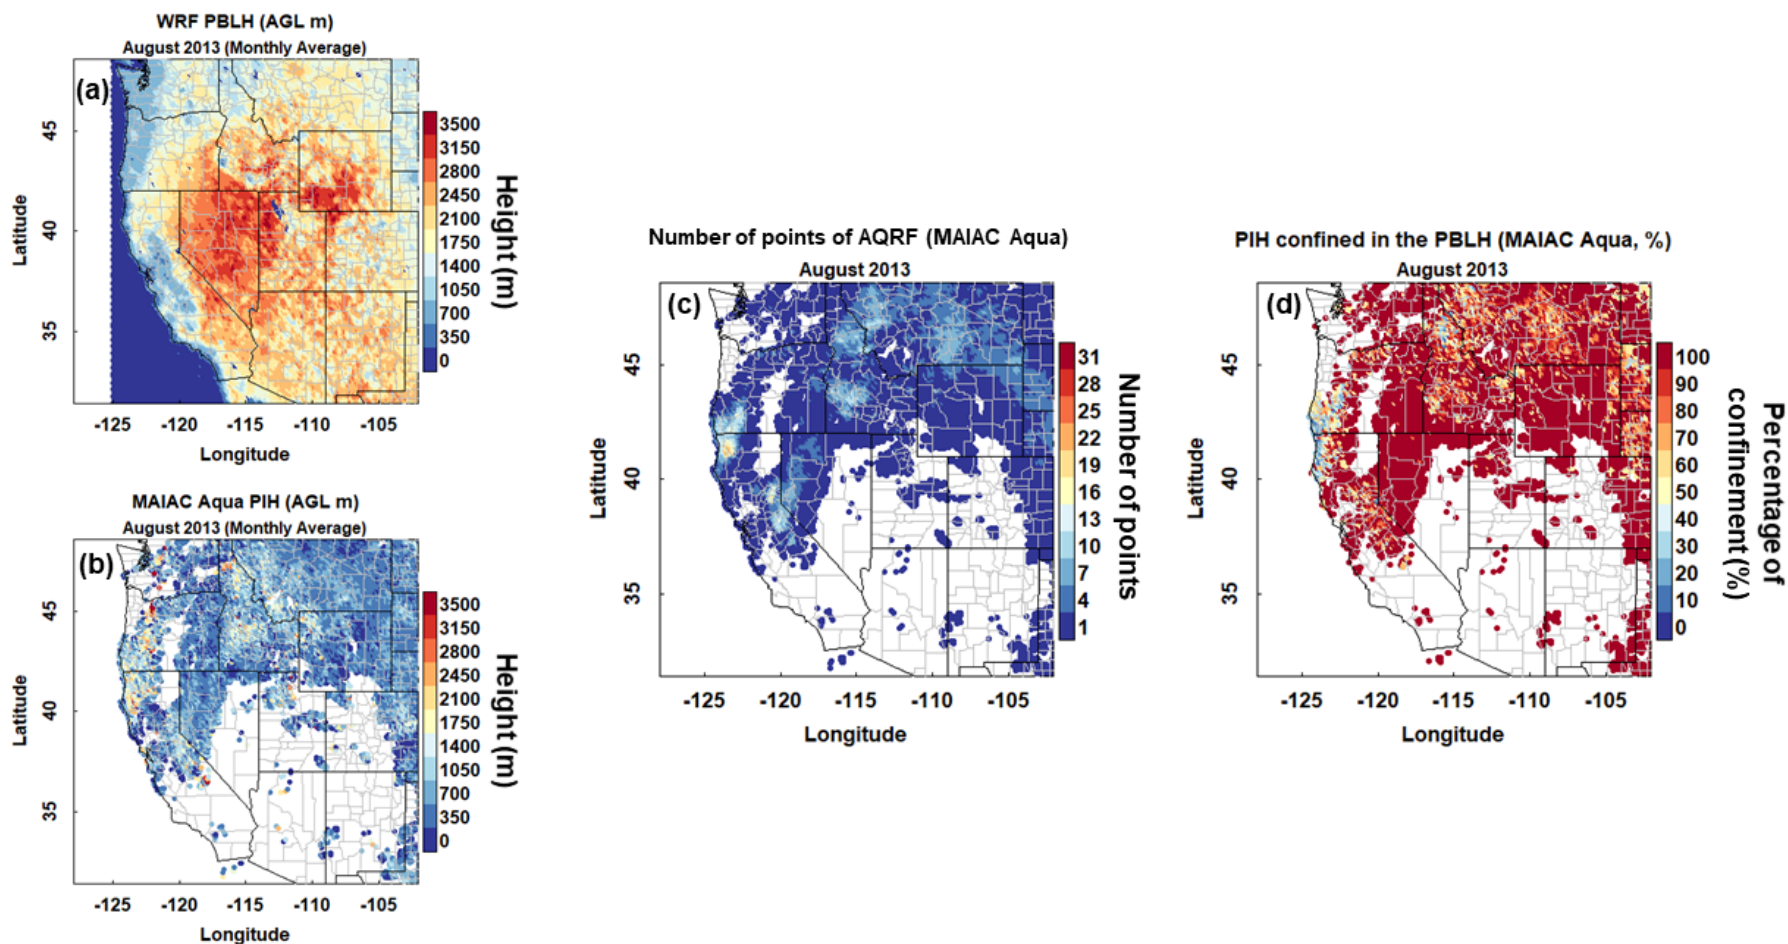 WRF PBLH (AGL m)
August 2013 (Monthly Average)
(a)
45
40
35
Latitude
-125 -120 -115 -110 -105
Longitude
3500
3150
2800
2450
2100
1750
1400
1050
700
350
0
Height (m)
MAIAC Aqua PIH (AGL m)
August 2013 (Monthly Average)
(b)
45
40
35
Latitude
-125 -120 -115 -110 -105
Longitude
3500
3150
2800
2450
2100
1750
1400
1050
700
350
0
Height (m)
Number of points of AQRF (MAIAC Aqua)
August 2013
(c)
45
40
35
Latitude
-125 -120 -115 -110 -105
Longitude
31
28
25
22
19
16
13
10
7
4
1
Number of points
PIH confined in the PBLH (MAIAC Aqua, %)
August 2013
(d)
45
40
35
Latitude
-125 -120 -115 -110 -105
Longitude
100
90
80
70
60
50
40
30
20
10
0
Percentage of
confinement (%)